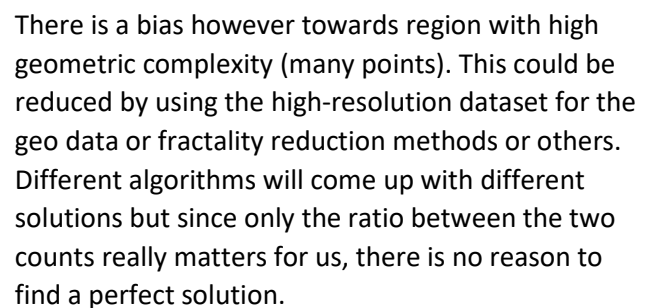 There is a bias however towards region with high
geometric complexity (many points). This could be
reduced by using the high-resolution dataset for the
geo data or fractality reduction methods or others.
Different algorithms will come up with different
solutions but since only the ratio between the two
counts really matters for us, there is no reason to
find a perfect solution.